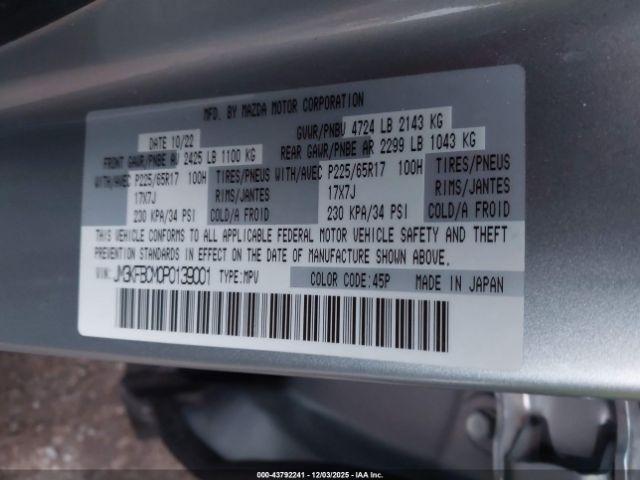 MFD. BY MAZDA MOTOR CORPORATION
DATE 10/22 GVWR/PNBV 4724 LB 2143 KG
FRONT GAWR/PNBE AV 2425 LB 1100 KG REAR GAWR/PNBE AR 2299 LB 1043 KG
WITH/AVEC P225/65R17 100H TIRES/PNEUS WITH/AVEC P225/65R17 100H TIRES/PNEUS
17X7J RIMS/JANTES 17X7J RIMS/JANTES
230 KPA/34 PSI COLD/A FROID 230 KPA/34 PSI COLD/A FROID
THIS VEHICLE CONFORMS TO ALL APPLICABLE FEDERAL MOTOR VEHICLE SAFETY AND THEFT
PREVENTION STANDARDS IN EFFECT ON THE DATE OF MANUFACTURE SHOWN ABOVE.
VIN: JM3KFBCM0P0139001 TYPE:MPV COLOR CODE:45P MADE IN JAPAN
000-43792241 - 12/03/2025 - IAA Inc.